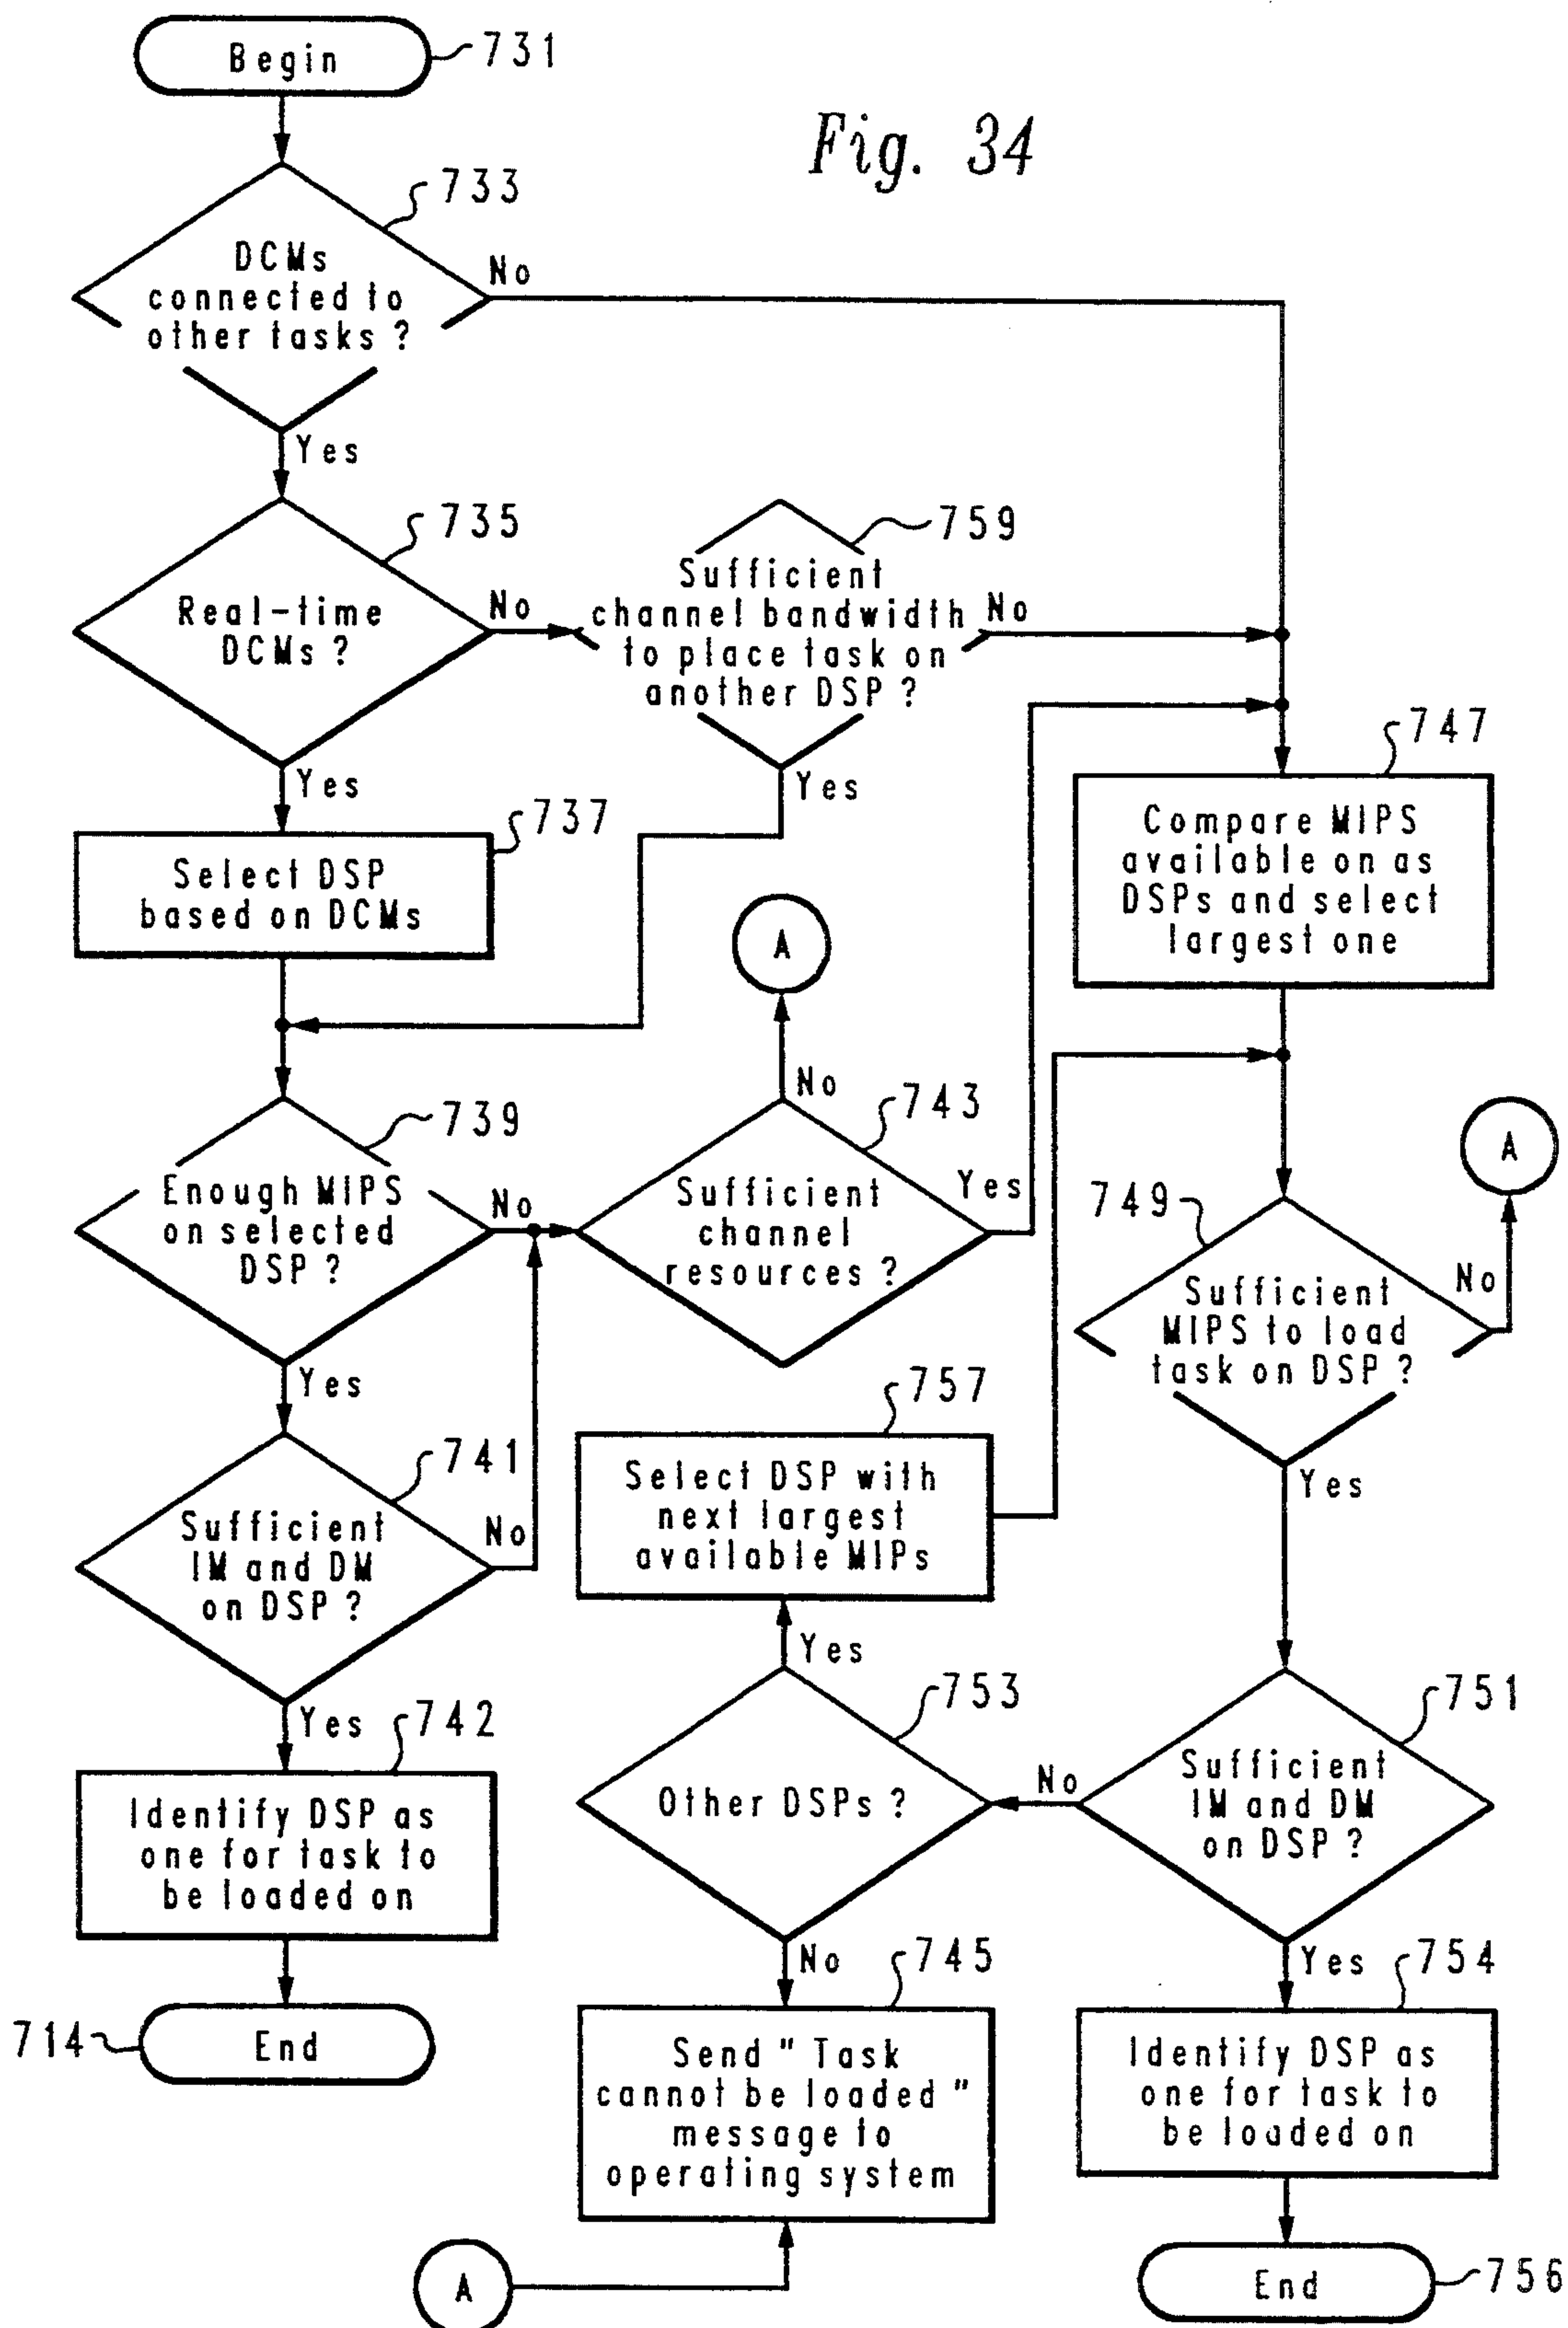 Begin
731
Fig. 34
733
DCMs
connected to
other tasks ?
No
Yes
735
Real-time
DCMs ?
No
Yes
759
Sufficient
channel bandwidth
to place task on
another DSP ?
No
Yes
737
Select DSP
based on DCMs
747
Compare MIPS
available on as
DSPs and select
largest one
A
739
Enough MIPS
on selected
DSP ?
No
Yes
743
Sufficient
channel
resources ?
No
Yes
A
749
Sufficient
MIPS to load
task on DSP ?
No
Yes
741
Sufficient
IM and DM
on DSP ?
No
Yes
757
Select DSP with
next largest
available MIPs
Yes
753
Other DSPs ?
No
751
Sufficient
IM and DM
on DSP ?
No
Yes
742
Identify DSP as
one for task to
be loaded on
714
End
745
Send " Task
cannot be loaded "
message to
operating system
A
754
Identify DSP as
one for task to
be loaded on
End
756